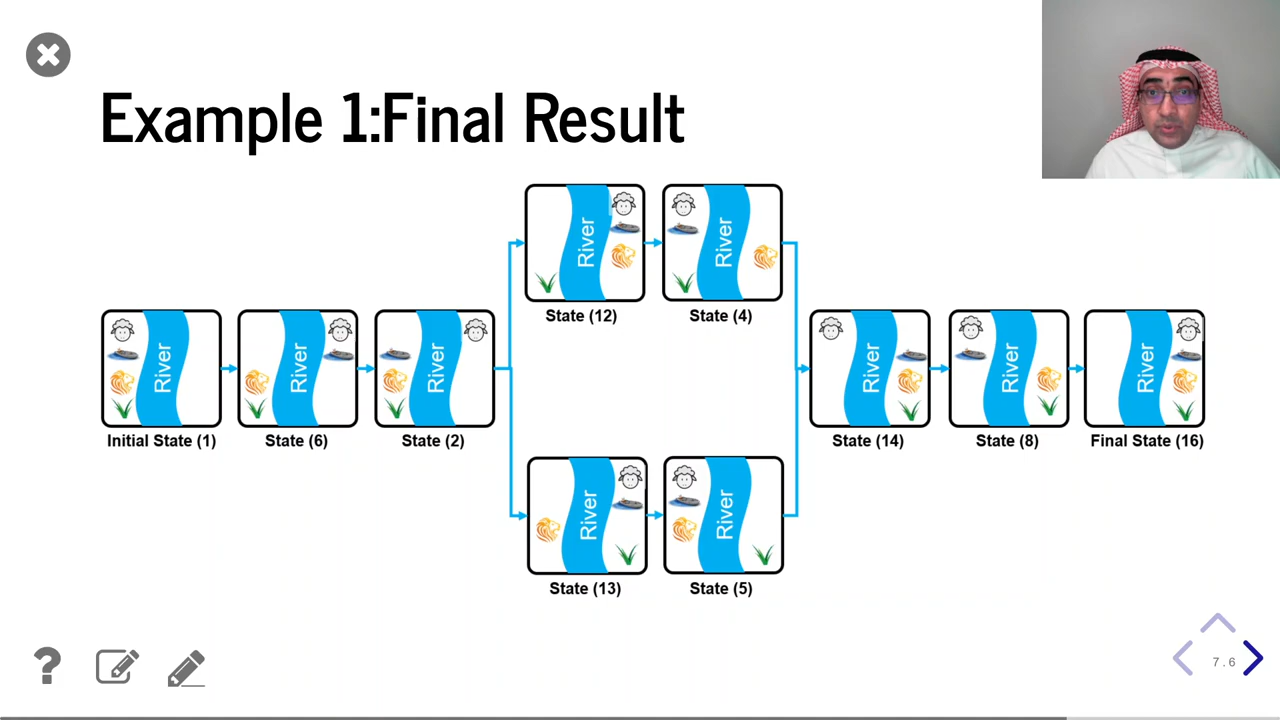 Example 1:Final Result
River
River
State (12)
State (4)
River
River
River
River
River
River
Initial State (1)
State (6)
State (2)
State (14)
State (8)
Final State (16)
River
River
State (13)
State (5)
?
7.6